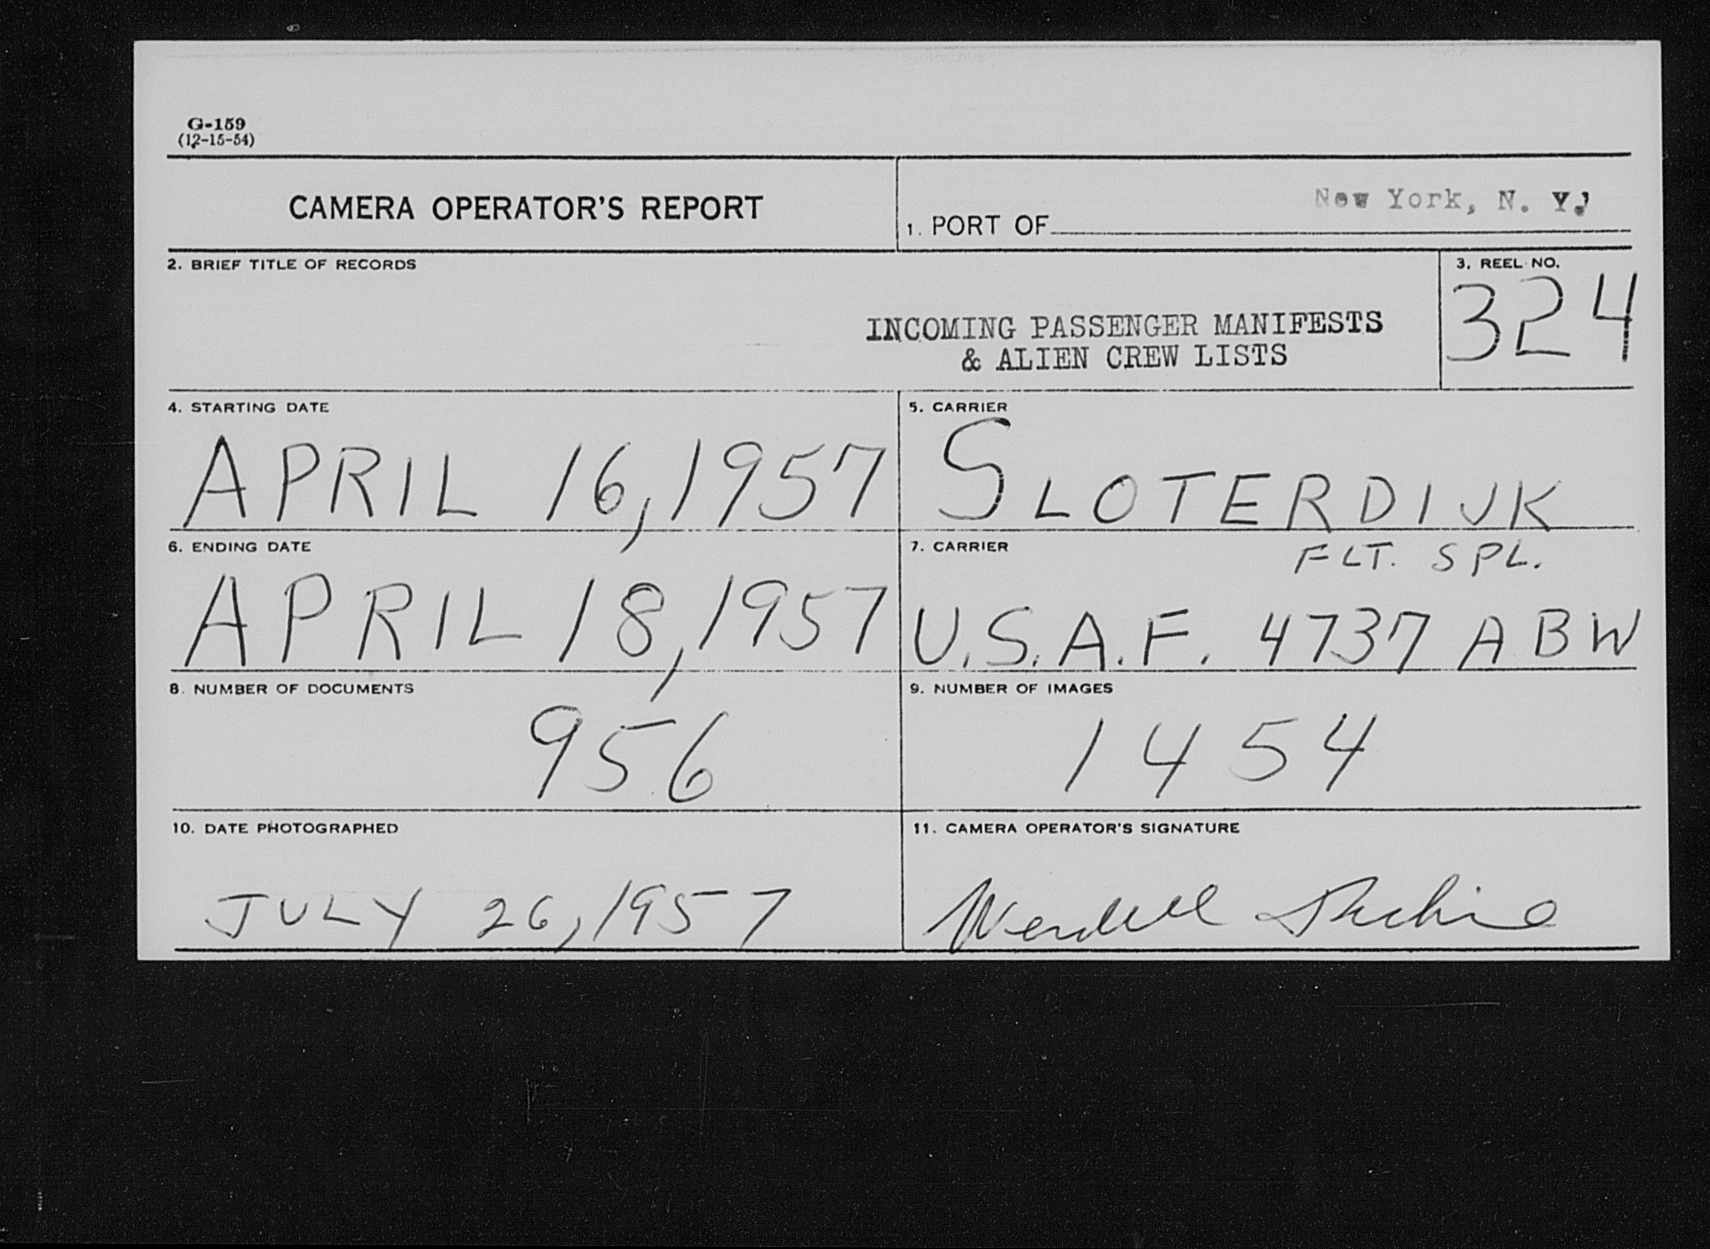 G-159
(12-15-54)
CAMERA OPERATOR'S REPORT
1. PORT OF New York, N. Y.
2. BRIEF TITLE OF RECORDS
INCOMING PASSENGER MANIFESTS
& ALIEN CREW LISTS
3. REEL NO.
324
4. STARTING DATE
APRIL 16, 1957
5. CARRIER
SLOTERDIJK
6. ENDING DATE
APRIL 18, 1957
7. CARRIER
FLT. SPL.
U.S.A.F. 4737 ABW
8. NUMBER OF DOCUMENTS
956
9. NUMBER OF IMAGES
1454
10. DATE PHOTOGRAPHED
JULY 26, 1957
11. CAMERA OPERATOR'S SIGNATURE
Wendell